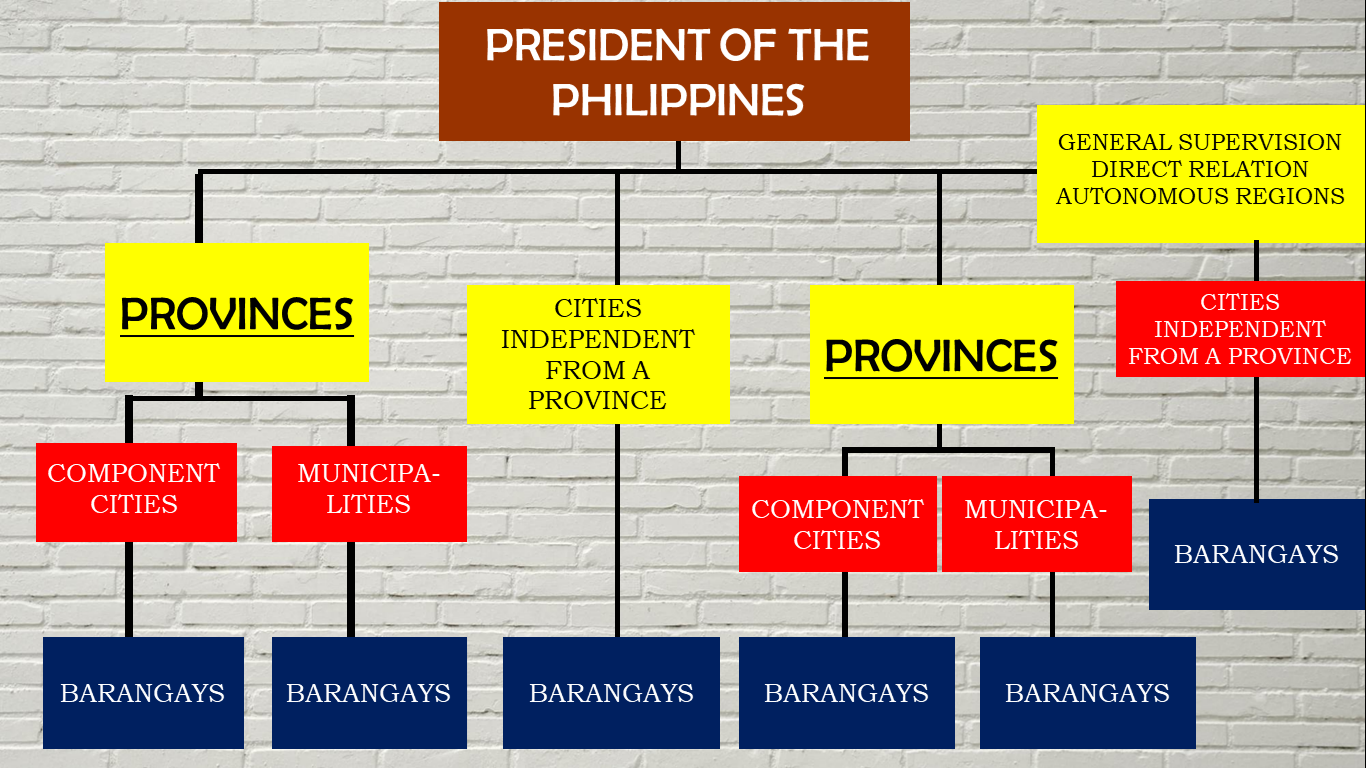 PRESIDENT OF THE
PHILIPPINES
GENERAL SUPERVISION
DIRECT RELATION
AUTONOMOUS REGIONS
PROVINCES
CITIES
INDEPENDENT
FROM A
PROVINCE
PROVINCES
CITIES
INDEPENDENT
FROM A PROVINCE
COMPONENT
CITIES
MUNICIPA-
LITIES
COMPONENT
CITIES
MUNICIPA-
LITIES
BARANGAYS
BARANGAYS
BARANGAYS
BARANGAYS
BARANGAYS
BARANGAYS